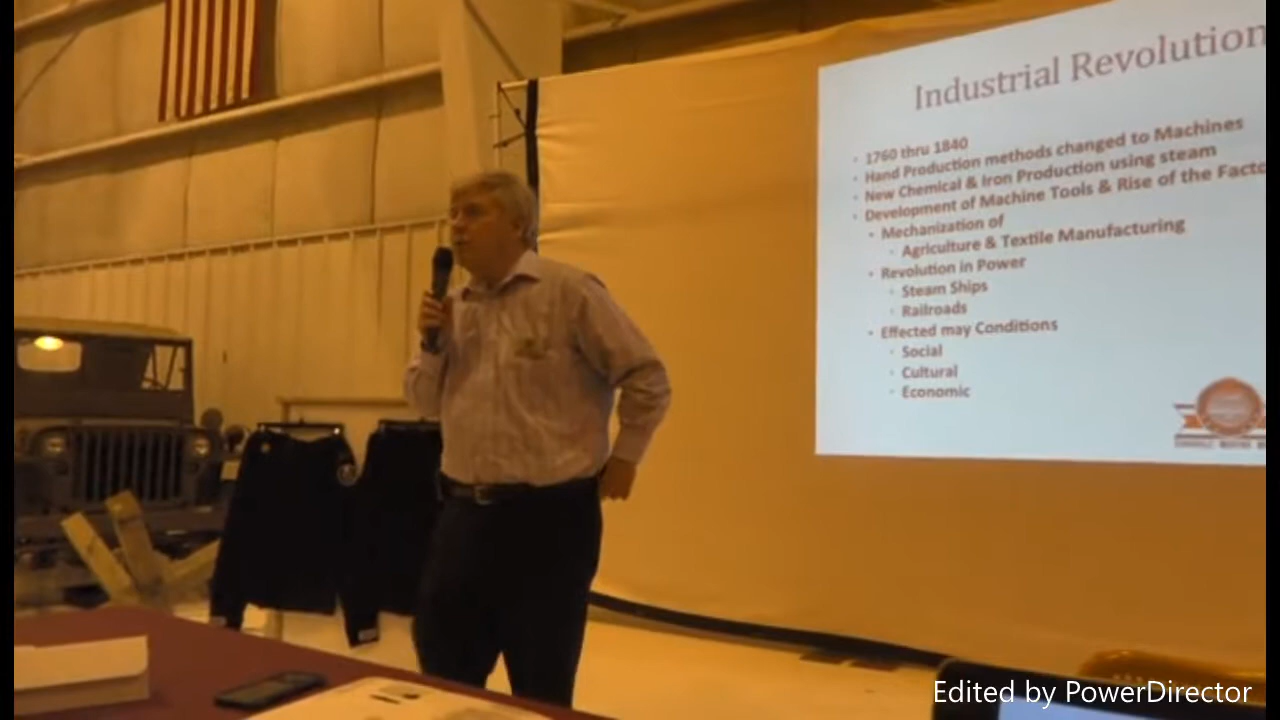 Industrial Revolution
1760 thru 1840
Hand Production methods changed to Machines
New Chemical & Iron Production using steam
Development of Machine Tools & Rise of the Facto
Mechanization of
Agriculture & Textile Manufacturing
Revolution in Power
Steam Ships
Railroads
Effected may Conditions
Social
Cultural
Economic
Edited by PowerDirector